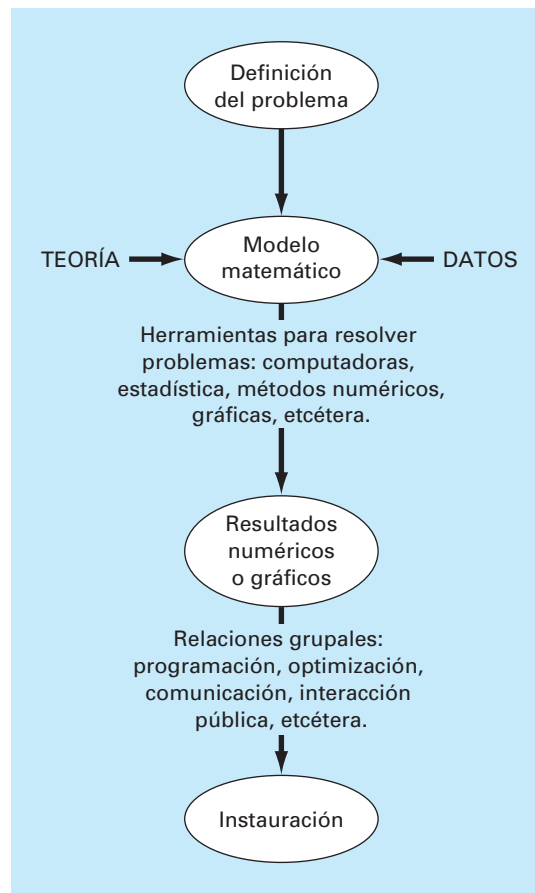 Definición
del problema
TEORÍA
Modelo
matemático
DATOS
Herramientas para resolver
problemas: computadoras,
estadística, métodos numéricos,
gráficas, etcétera.
Resultados
numéricos
o gráficos
Relaciones grupales:
programación, optimización,
comunicación, interacción
pública, etcétera.
Instauración